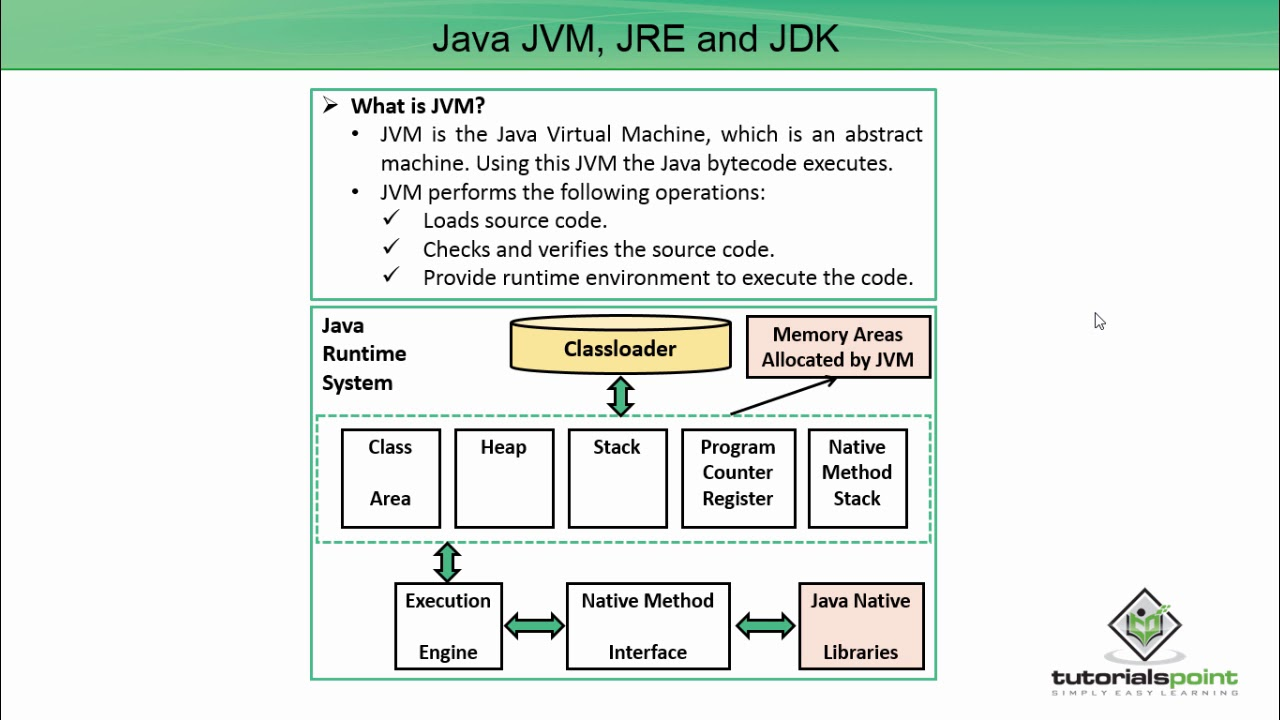 Java JVM, JRE and JDK
➢ What is JVM?
• JVM is the Java Virtual Machine, which is an abstract
machine. Using this JVM the Java bytecode executes.
• JVM performs the following operations:
✓ Loads source code.
✓ Checks and verifies the source code.
✓ Provide runtime environment to execute the code.
Java
Runtime
System
Classloader
Memory Areas
Allocated by JVM
Class
Area
Heap
Stack
Program
Counter
Register
Native
Method
Stack
Execution
Engine
Native Method
Interface
Java Native
Libraries
tutorialspoint
SIMPLY EASY LEARNING